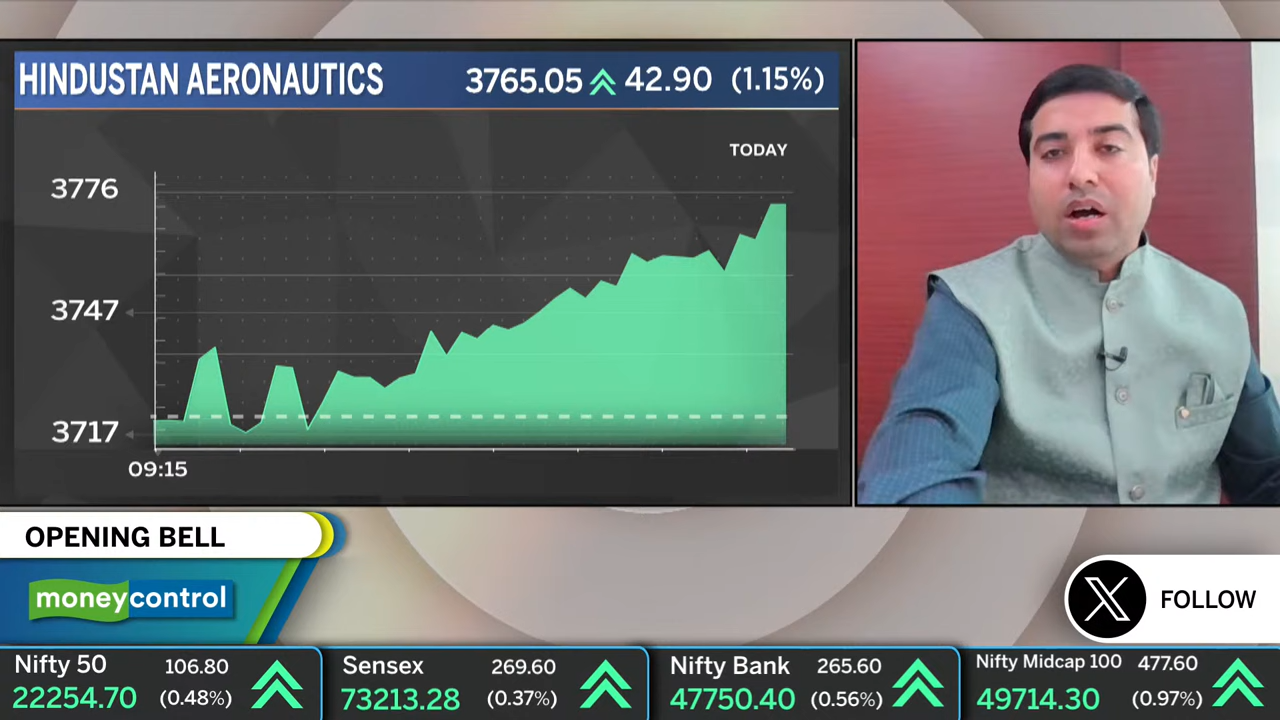 HINDUSTAN AERONAUTICS 3765.05 42.90 (1.15%)
TODAY
3776
3747
3717
09:15
OPENING BELL
moneycontrol
X FOLLOW
Nifty 50 106.80
22254.70 (0.48%)
Sensex 269.60
73213.28 (0.37%)
Nifty Bank 265.60
47750.40 (0.56%)
Nifty Midcap 100 477.60
49714.30 (0.97%)